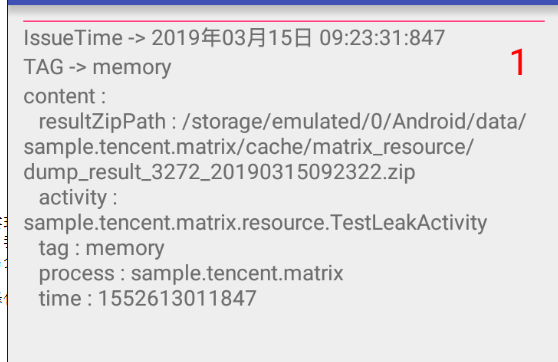 IssueTime -> 2019年03月15日 09:23:31:847
1
TAG -> memory
content :
resultZipPath : /storage/emulated/0/Android/data/
sample.tencent.matrix/cache/matrix_resource/
dump_result_3272_20190315092322.zip
activity :
sample.tencent.matrix.resource.TestLeakActivity
tag : memory
process : sample.tencent.matrix
time : 1552613011847